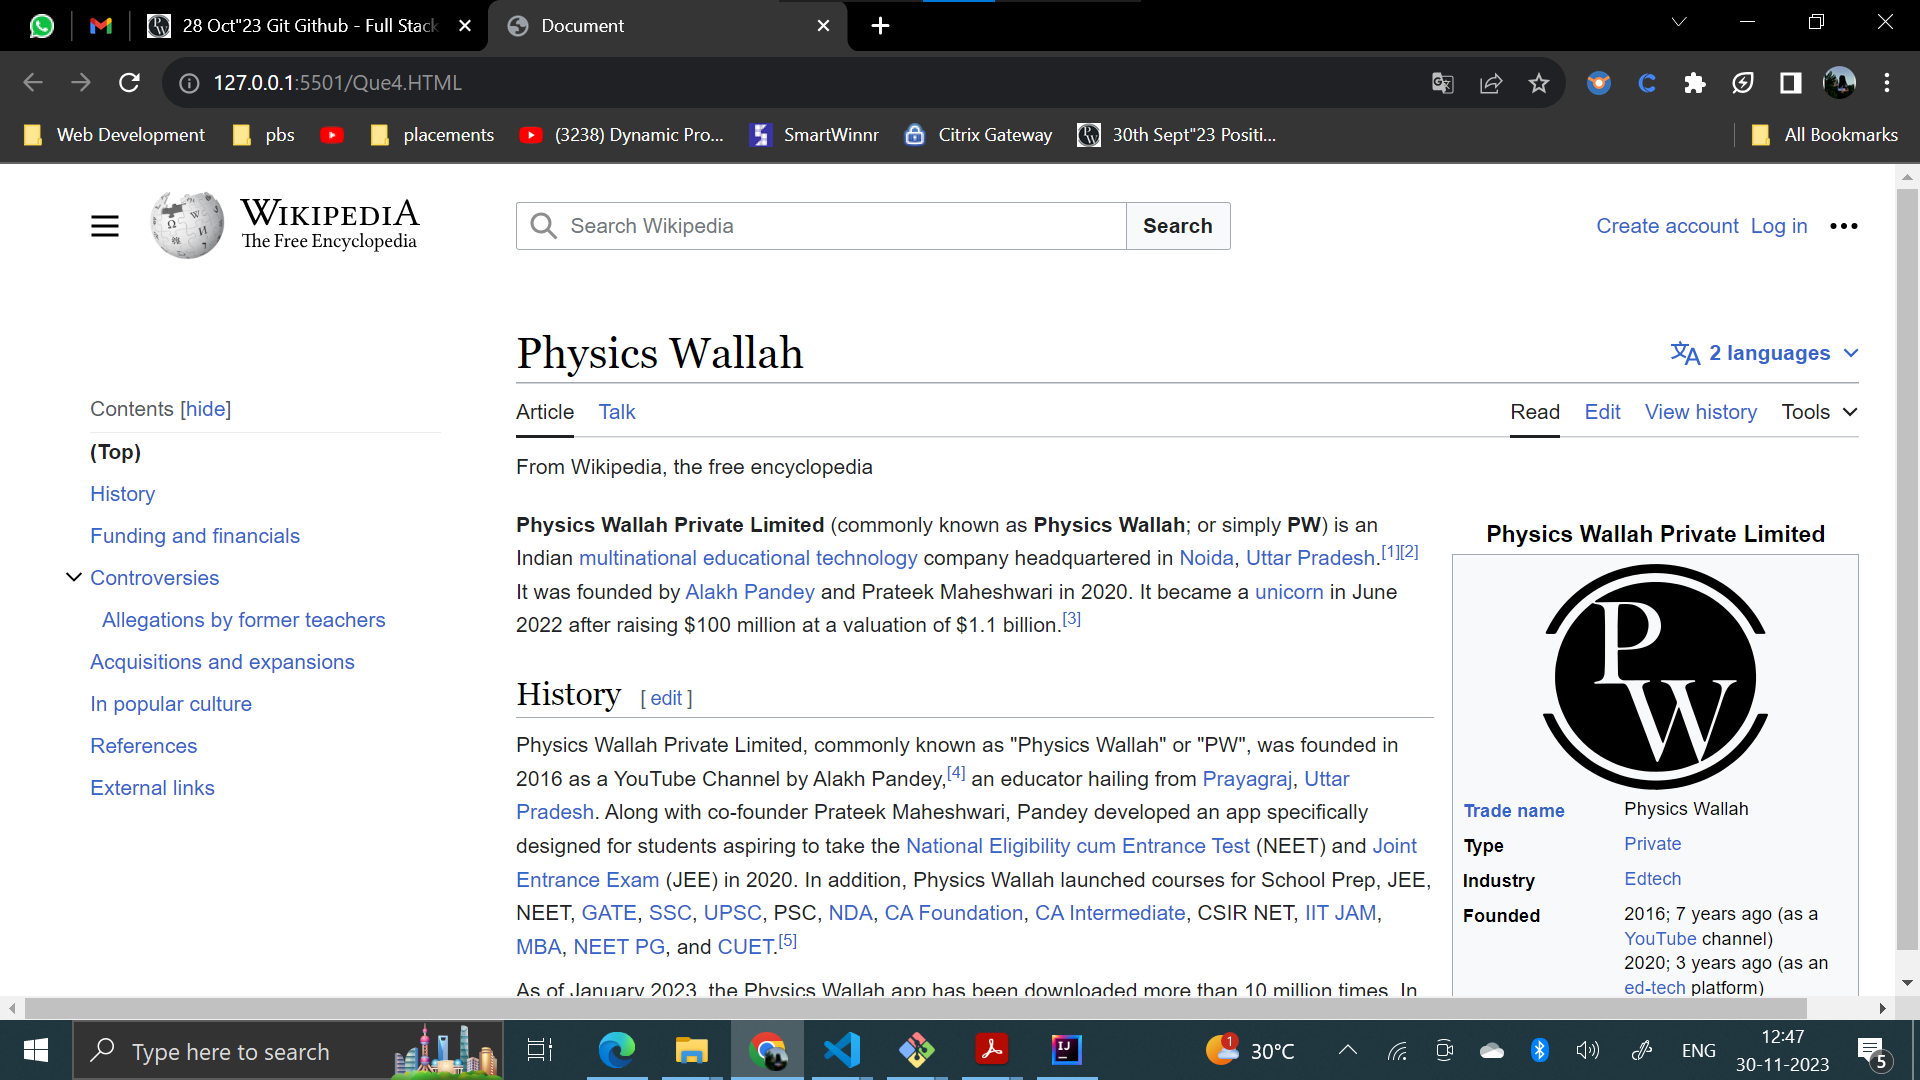 28 Oct"23 Git Github - Full Stack
Document
127.0.0.1:5501/Que4.HTML
Web Development
pbs
placements
(3238) Dynamic Pro...
SmartWinnr
Citrix Gateway
30th Sept"23 Positi...
All Bookmarks
WIKIPEDIA
The Free Encyclopedia
Search Wikipedia
Search
Create account Log in
Physics Wallah
2 languages
Contents [hide]
(Top)
History
Funding and financials
Controversies
Allegations by former teachers
Acquisitions and expansions
In popular culture
References
External links
Article Talk
Read Edit View history Tools
From Wikipedia, the free encyclopedia
Physics Wallah Private Limited (commonly known as Physics Wallah; or simply PW) is an
Indian multinational educational technology company headquartered in Noida, Uttar Pradesh.[1][2]
It was founded by Alakh Pandey and Prateek Maheshwari in 2020. It became a unicorn in June
2022 after raising $100 million at a valuation of $1.1 billion.[3]
History [ edit ]
Physics Wallah Private Limited, commonly known as "Physics Wallah" or "PW", was founded in
2016 as a YouTube Channel by Alakh Pandey,[4] an educator hailing from Prayagraj, Uttar
Pradesh. Along with co-founder Prateek Maheshwari, Pandey developed an app specifically
designed for students aspiring to take the National Eligibility cum Entrance Test (NEET) and Joint
Entrance Exam (JEE) in 2020. In addition, Physics Wallah launched courses for School Prep, JEE,
NEET, GATE, SSC, UPSC, PSC, NDA, CA Foundation, CA Intermediate, CSIR NET, IIT JAM,
MBA, NEET PG, and CUET.[5]
As of January 2023, the Physics Wallah app has been downloaded more than 10 million times. In
Physics Wallah Private Limited
PW
Trade name Physics Wallah
Type Private
Industry Edtech
Founded 2016; 7 years ago (as a
YouTube channel)
2020; 3 years ago (as an
ed-tech platform)
Type here to search
1
30°C
ENG
12:47
30-11-2023
5